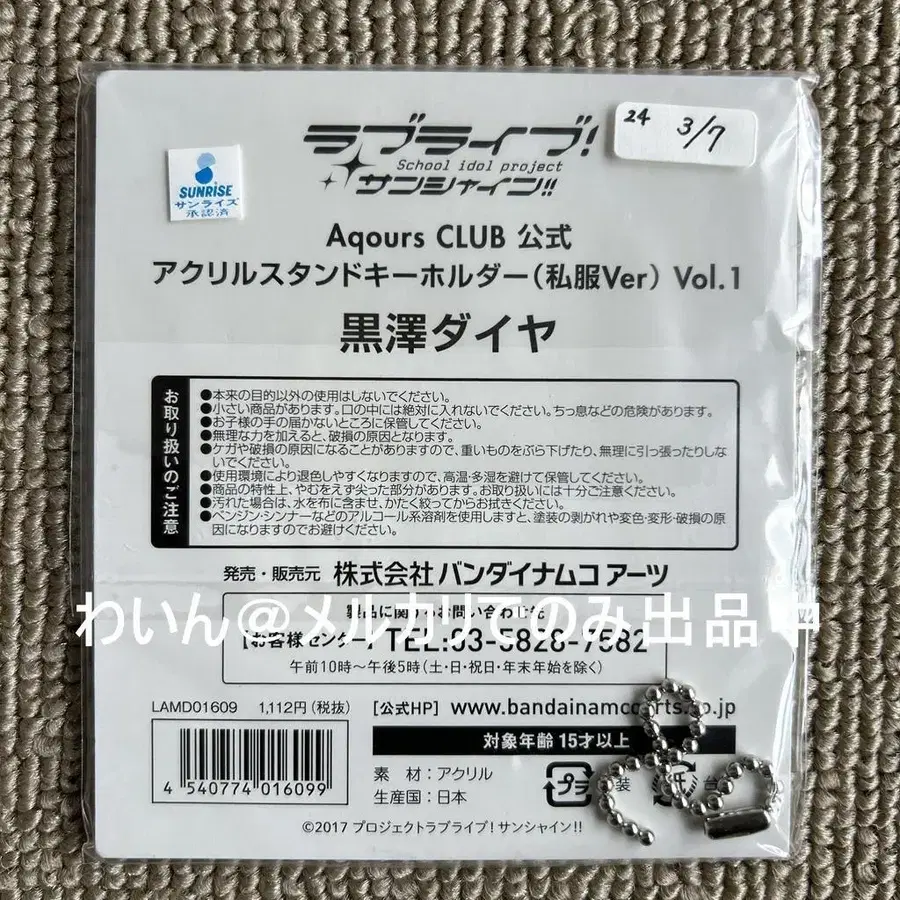 24 3/7
ラブライブ!
School idol project
サンシャイン!!
SUNRISE
サンライズ
承認済
Aqours CLUB 公式
アクリルスタンドキーホルダー(私服Ver) Vol.1
黒澤ダイヤ
お取り扱いのご注意
●本来の目的以外の使用はしないでください。
●小さい商品があります。口の中には絶対に入れないでください。ちっ息などの危険があります。
●お子様の手の届かないところに保管してください。
●無理な力を加えると、破損の原因となります。
●ケガや破損の原因になることがありますので、重いものをぶら下げたり、無理に引っ張ったりしな
いでください。
●使用環境により退色しやすくなりますので、高温・多湿を避けて保管してください。
●商品の特性上、やむをえず尖った部分があります。お取り扱いには十分ご注意ください。
●汚れた場合は、水を布に含ませ、かたく絞ってからお拭きください。
●ベンジン・シンナーなどのアルコール系溶剤を使用しますと、塗装の剥がれや変色・変形・破損の原
因になりますのでお避けください。
発売・販売元 株式会社バンダイナムコアーツ
わいん@メルカリでのみ出品中
製品に関するお問い合わせ先
【お客様センター】TEL:03-5828-7582
午前10時~午後5時(土・日・祝日・年末年始を除く)
LAMD01609 1,112円(税抜)
[公式HP] www.bandainamcoarts.co.jp
対象年齢 15才以上
4 540774 016099
素 材:アクリル
生産国:日本
プラ
装
紙
台
©2017 プロジェクトラブライブ!サンシャイン!!